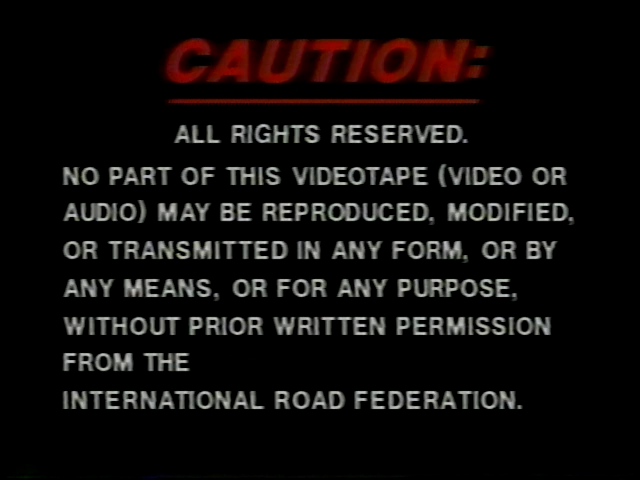 CAUTION:
ALL RIGHTS RESERVED.
NO PART OF THIS VIDEOTAPE (VIDEO OR
AUDIO) MAY BE REPRODUCED, MODIFIED,
OR TRANSMITTED IN ANY FORM, OR BY
ANY MEANS, OR FOR ANY PURPOSE,
WITHOUT PRIOR WRITTEN PERMISSION
FROM THE
INTERNATIONAL ROAD FEDERATION.